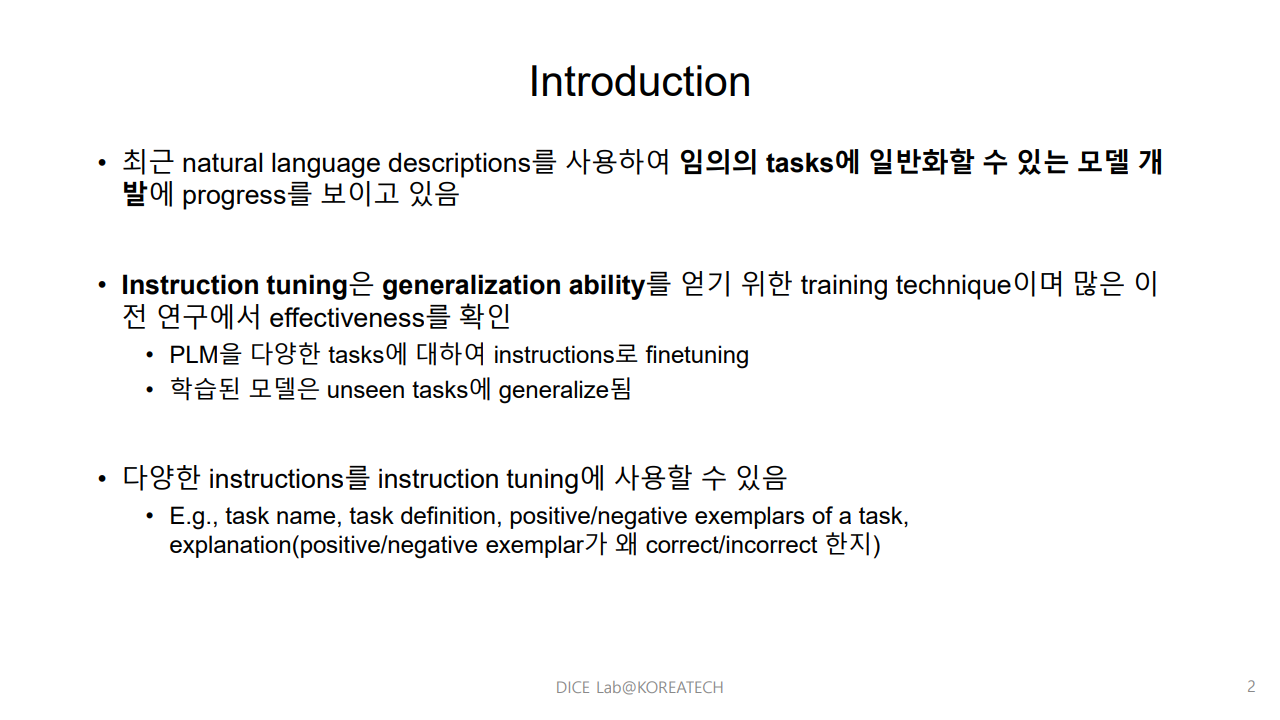 Introduction
• 최근 natural language descriptions를 사용하여 임의의 tasks에 일반화할 수 있는 모델 개
발에 progress를 보이고 있음
• Instruction tuning은 generalization ability를 얻기 위한 training technique이며 많은 이
전 연구에서 effectiveness를 확인
• PLM을 다양한 tasks에 대하여 instructions로 finetuning
• 학습된 모델은 unseen tasks에 generalize됨
• 다양한 instructions를 instruction tuning에 사용할 수 있음
• E.g., task name, task definition, positive/negative exemplars of a task,
explanation(positive/negative exemplar가 왜 correct/incorrect 한지)
DICE Lab@KOREATECH
2